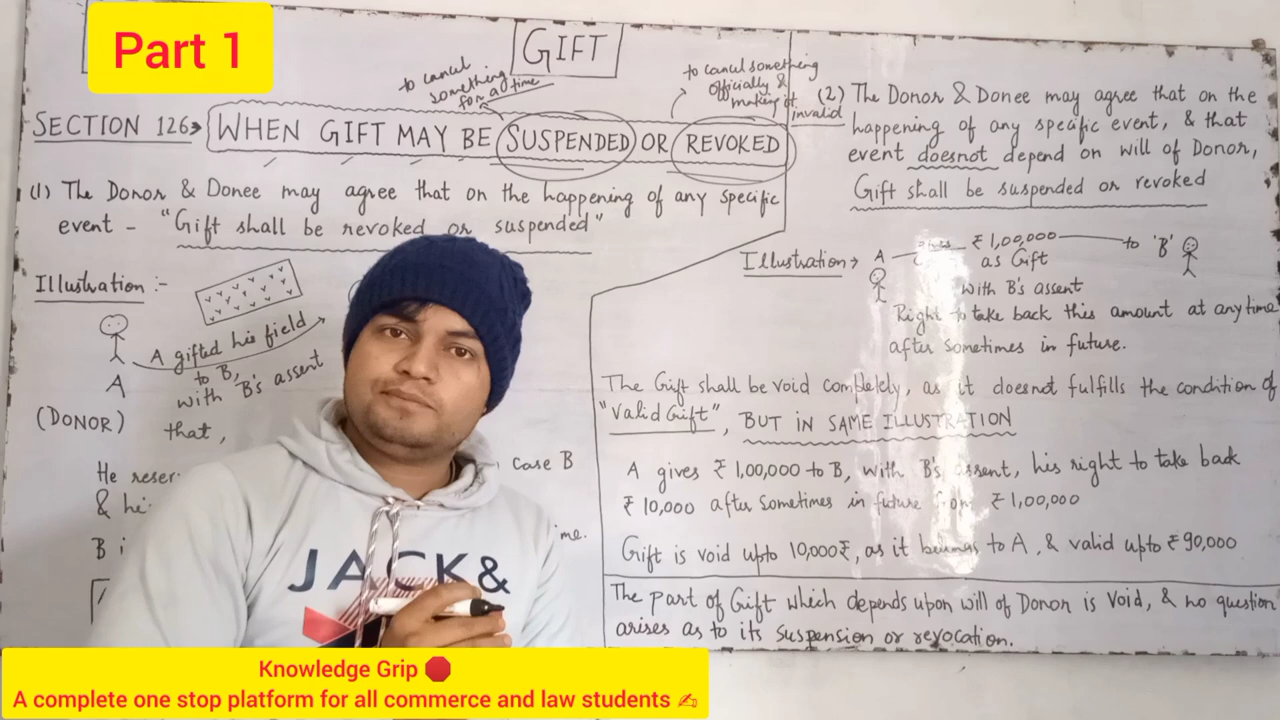 Part 1
GIFT
to cancel
something
for a time
to cancel something
officially &
making it
invalid
SECTION 126
WHEN GIFT MAY BE SUSPENDED OR REVOKED
(1) The Donor & Donee may agree that on the happening of any specific
event - "Gift shall be revoked or suspended"
Illustration :-
A gifted his field
to B,
with B's assent
that,
A
(DONOR)
He reser
& hi
B i
case B
me.
(2) The Donor & Donee may agree that on the
happening of any specific event, & that
event doesnot depend on will of Donor,
Gift shall be suspended or revoked
Illustration → A gives ₹ 1,00,000 to 'B'
as Gift
with B's assent
Right to take back this amount at anytime
after Sometimes in future.
The Gift shall be void completely, as it doesnot fulfills the condition of
"Valid Gift", BUT IN SAME ILLUSTRATION
A gives ₹ 1,00,000 to B, with B's assent, his right to take back
₹ 10,000 after Sometimes in future from ₹ 1,00,000
Gift is void upto 10,000₹, as it belongs to A, & valid upto ₹ 90,000
The part of Gift which depends upon will of Donor is Void, & no question
arises as to its Suspension or revocation.
JACK&
Knowledge Grip 🛑
A complete one stop platform for all commerce and law students ✍